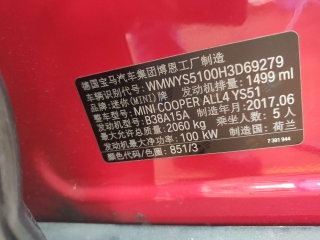 德国宝马汽车集团博恩工厂制造
车辆识别代号: WMWYS5100H3D69279
品牌: 迷你(MINI)牌 发动机排量: 1499 ml
整车型号: MINI COOPER ALL4 YS51
发动机型号: B38A15A 制造年月: 2017.06
最大允许总质量: 2060 kg 乘坐人数: 5 人
发动机最大净功率: 100 kW 制造国: 荷兰
颜色代码/色圈: 851/3
7 391 944